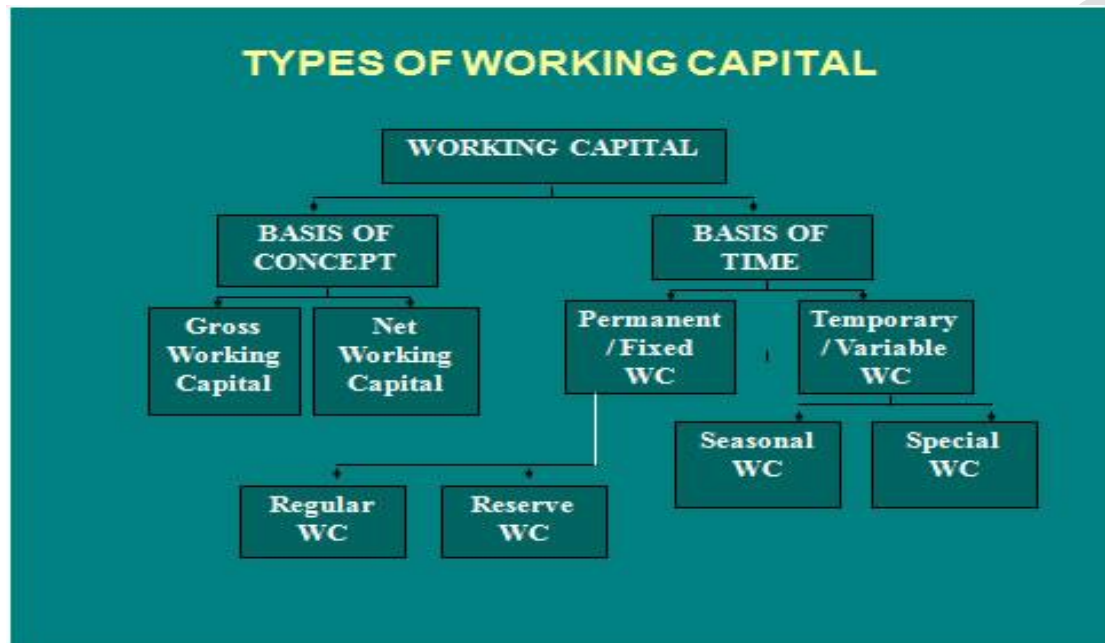 TYPES OF WORKING CAPITAL
WORKING CAPITAL
BASIS OF
CONCEPT
BASIS OF
TIME
Gross
Working
Capital
Net
Working
Capital
Permanent
/ Fixed
WC
Temporary
/ Variable
WC
Seasonal
WC
Special
WC
Regular
WC
Reserve
WC